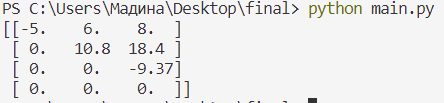 PS C:\Users\Мадина\Desktop\final> python main.py
[[-5.    6.    8.  ]
 [ 0.   10.8  18.4 ]
 [ 0.    0.   -9.37]
 [ 0.    0.    0.  ]]